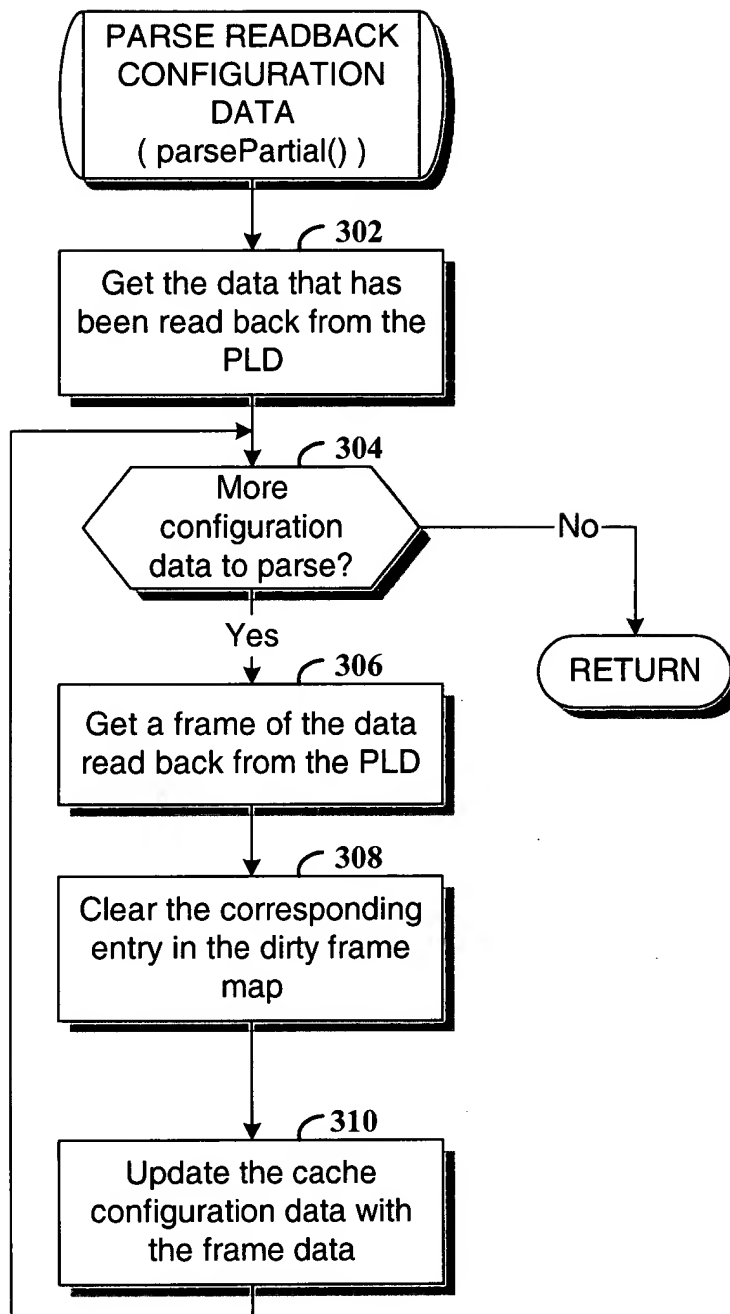 PARSE READBACK
CONFIGURATION
DATA
( parsePartial() )
302
Get the data that has
been read back from the
PLD
304
More
configuration
data to parse?
No
Yes
RETURN
306
Get a frame of the data
read back from the PLD
308
Clear the corresponding
entry in the dirty frame
map
310
Update the cache
configuration data with
the frame data